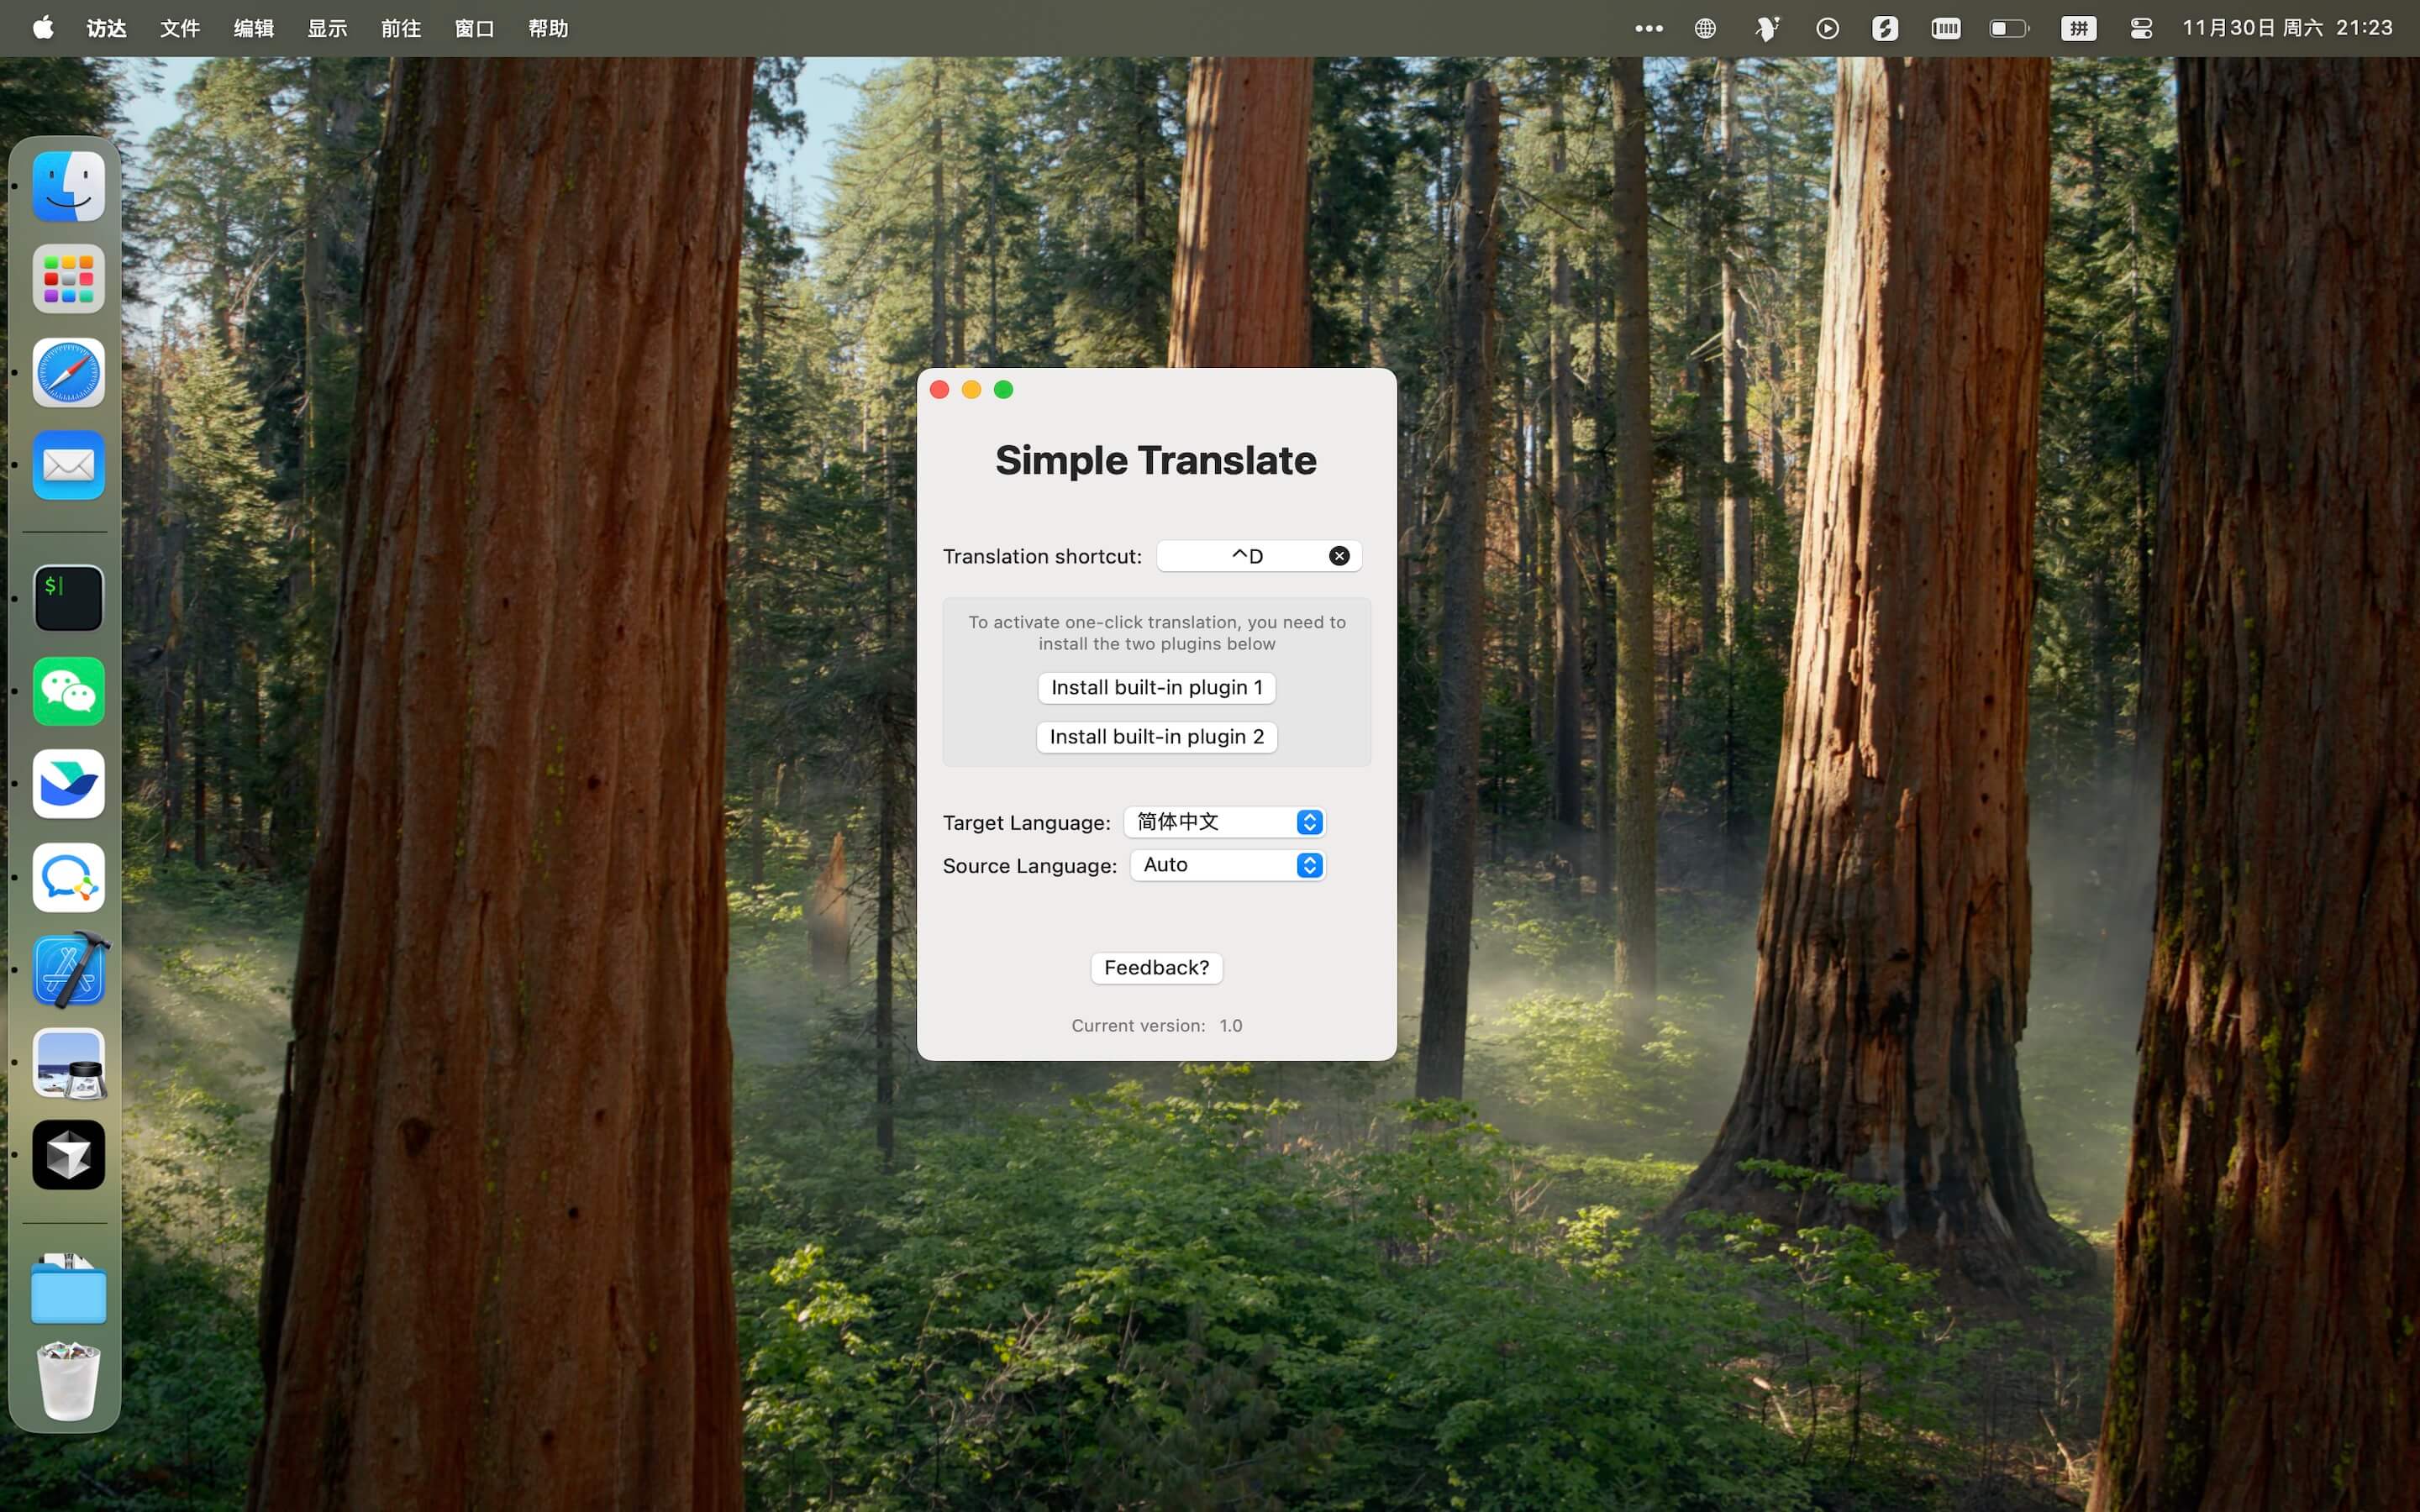 访达 文件 编辑 显示 前往 窗口 帮助 拼 11月30日 周六 21:23
$
Simple Translate
Translation shortcut: ^D
To activate one-click translation, you need to
install the two plugins below
Install built-in plugin 1
Install built-in plugin 2
Target Language: 简体中文
Source Language: Auto
Feedback?
Current version: 1.0